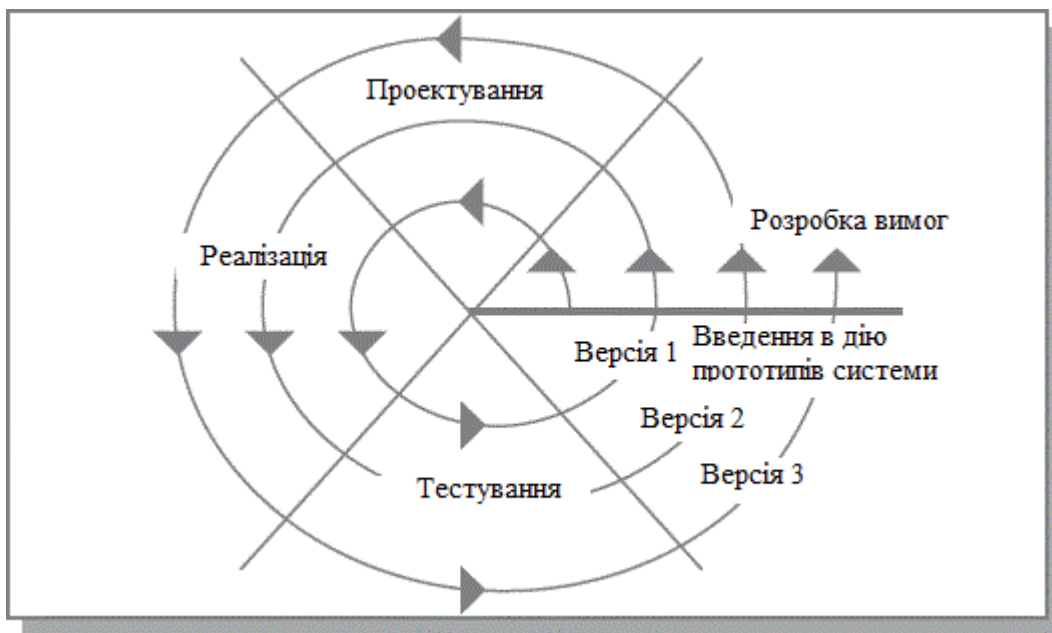 Проектування
Розробка вимог
Реалізація
Введення в дію
прототипів системи
Версія 1
Версія 2
Версія 3
Тестування